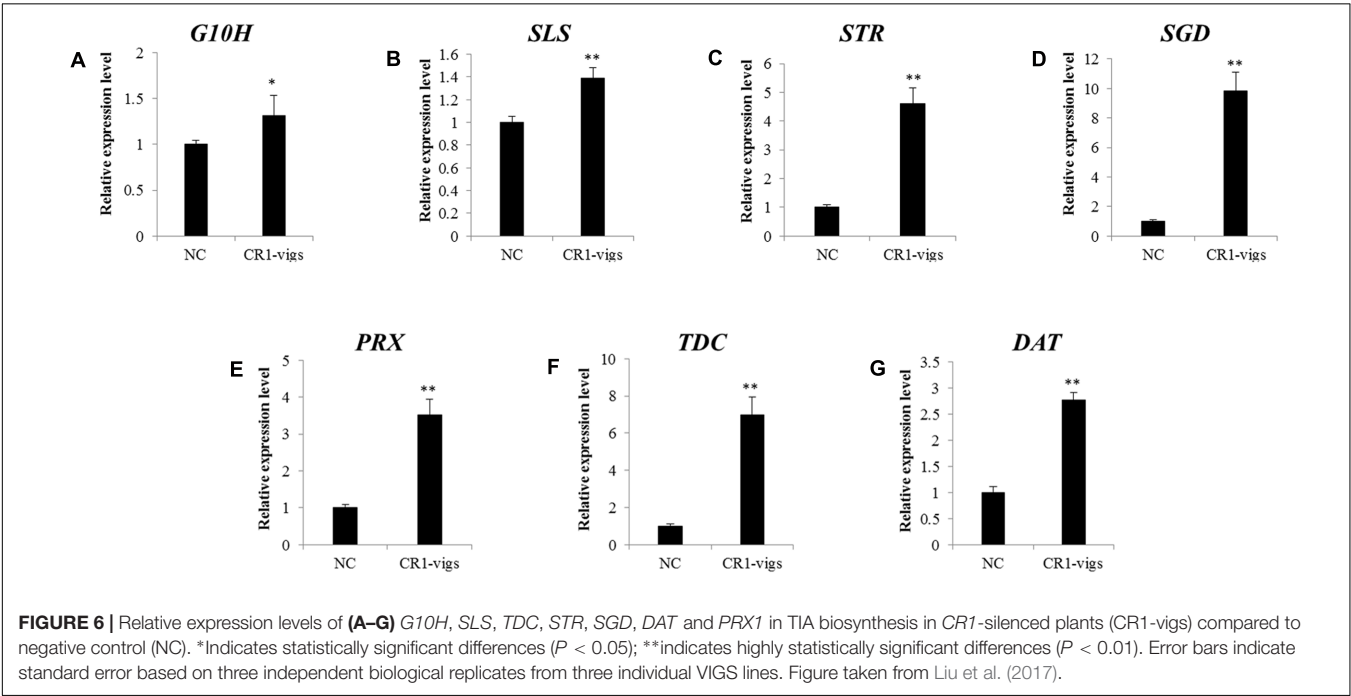 G10H
A
Relative expression level
2
1.5
1
0.5
0
*
NC
CR1-vigs
SLS
B
Relative expression level
1.6
1.4
1.2
1
0.8
0.6
0.4
0.2
0
**
NC
CR1-vigs
STR
C
Relative expression level
6
5
4
3
2
1
0
**
NC
CR1-vigs
SGD
D
Relative expression level
12
10
8
6
4
2
0
**
NC
CR1-vigs
PRX
E
Relative expression level
5
4
3
2
1
0
**
NC
CR1-vigs
TDC
F
Relative expression level
10
8
6
4
2
0
**
NC
CR1-vigs
DAT
G
Relative expression level
3.5
3
2.5
2
1.5
1
0.5
0
**
NC
CR1-vigs
FIGURE 6 | Relative expression levels of (A–G) G10H, SLS, TDC, STR, SGD, DAT and PRX1 in TIA biosynthesis in CR1-silenced plants (CR1-vigs) compared to
negative control (NC). *Indicates statistically significant differences (P < 0.05); **indicates highly statistically significant differences (P < 0.01). Error bars indicate
standard error based on three independent biological replicates from three individual VIGS lines. Figure taken from Liu et al. (2017).